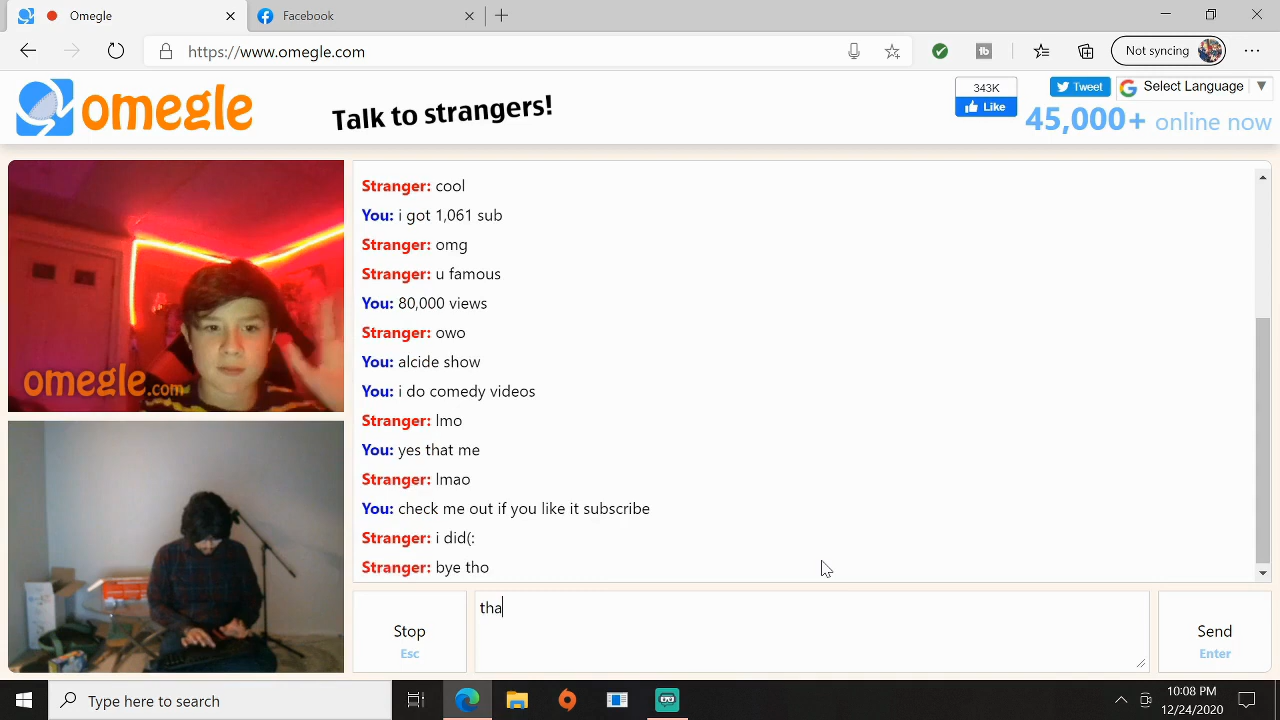 Omegle
Facebook
https://www.omegle.com
Not syncing
omegle
Talk to strangers!
343K
Like
Tweet
Select Language
45,000+ online now
Stranger: cool
You: i got 1,061 sub
Stranger: omg
Stranger: u famous
You: 80,000 views
Stranger: owo
You: alcide show
You: i do comedy videos
Stranger: lmo
You: yes that me
Stranger: lmao
You: check me out if you like it subscribe
Stranger: i did(:
Stranger: bye tho
omegle.com
Stop
Esc
tha
Send
Enter
Type here to search
10:08 PM
12/24/2020